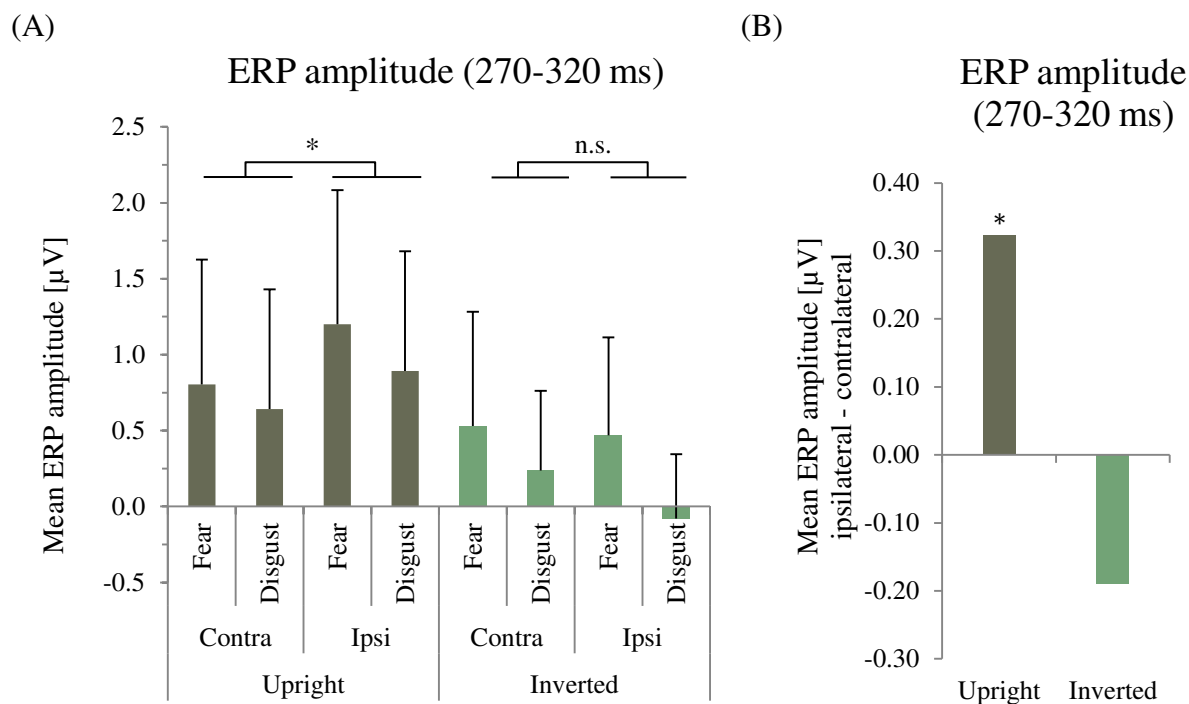 (A)
ERP amplitude (270-320 ms)
Mean ERP amplitude [µV]
2.5
2.0
1.5
1.0
0.5
0.0
-0.5
*
n.s.
Fear
Disgust
Fear
Disgust
Fear
Disgust
Fear
Disgust
Contra
Ipsi
Contra
Ipsi
Upright
Inverted
(B)
ERP amplitude
(270-320 ms)
Mean ERP amplitude [µV]
ipsilateral - contralateral
0.40
0.30
0.20
0.10
0.00
-0.10
-0.20
-0.30
*
Upright
Inverted